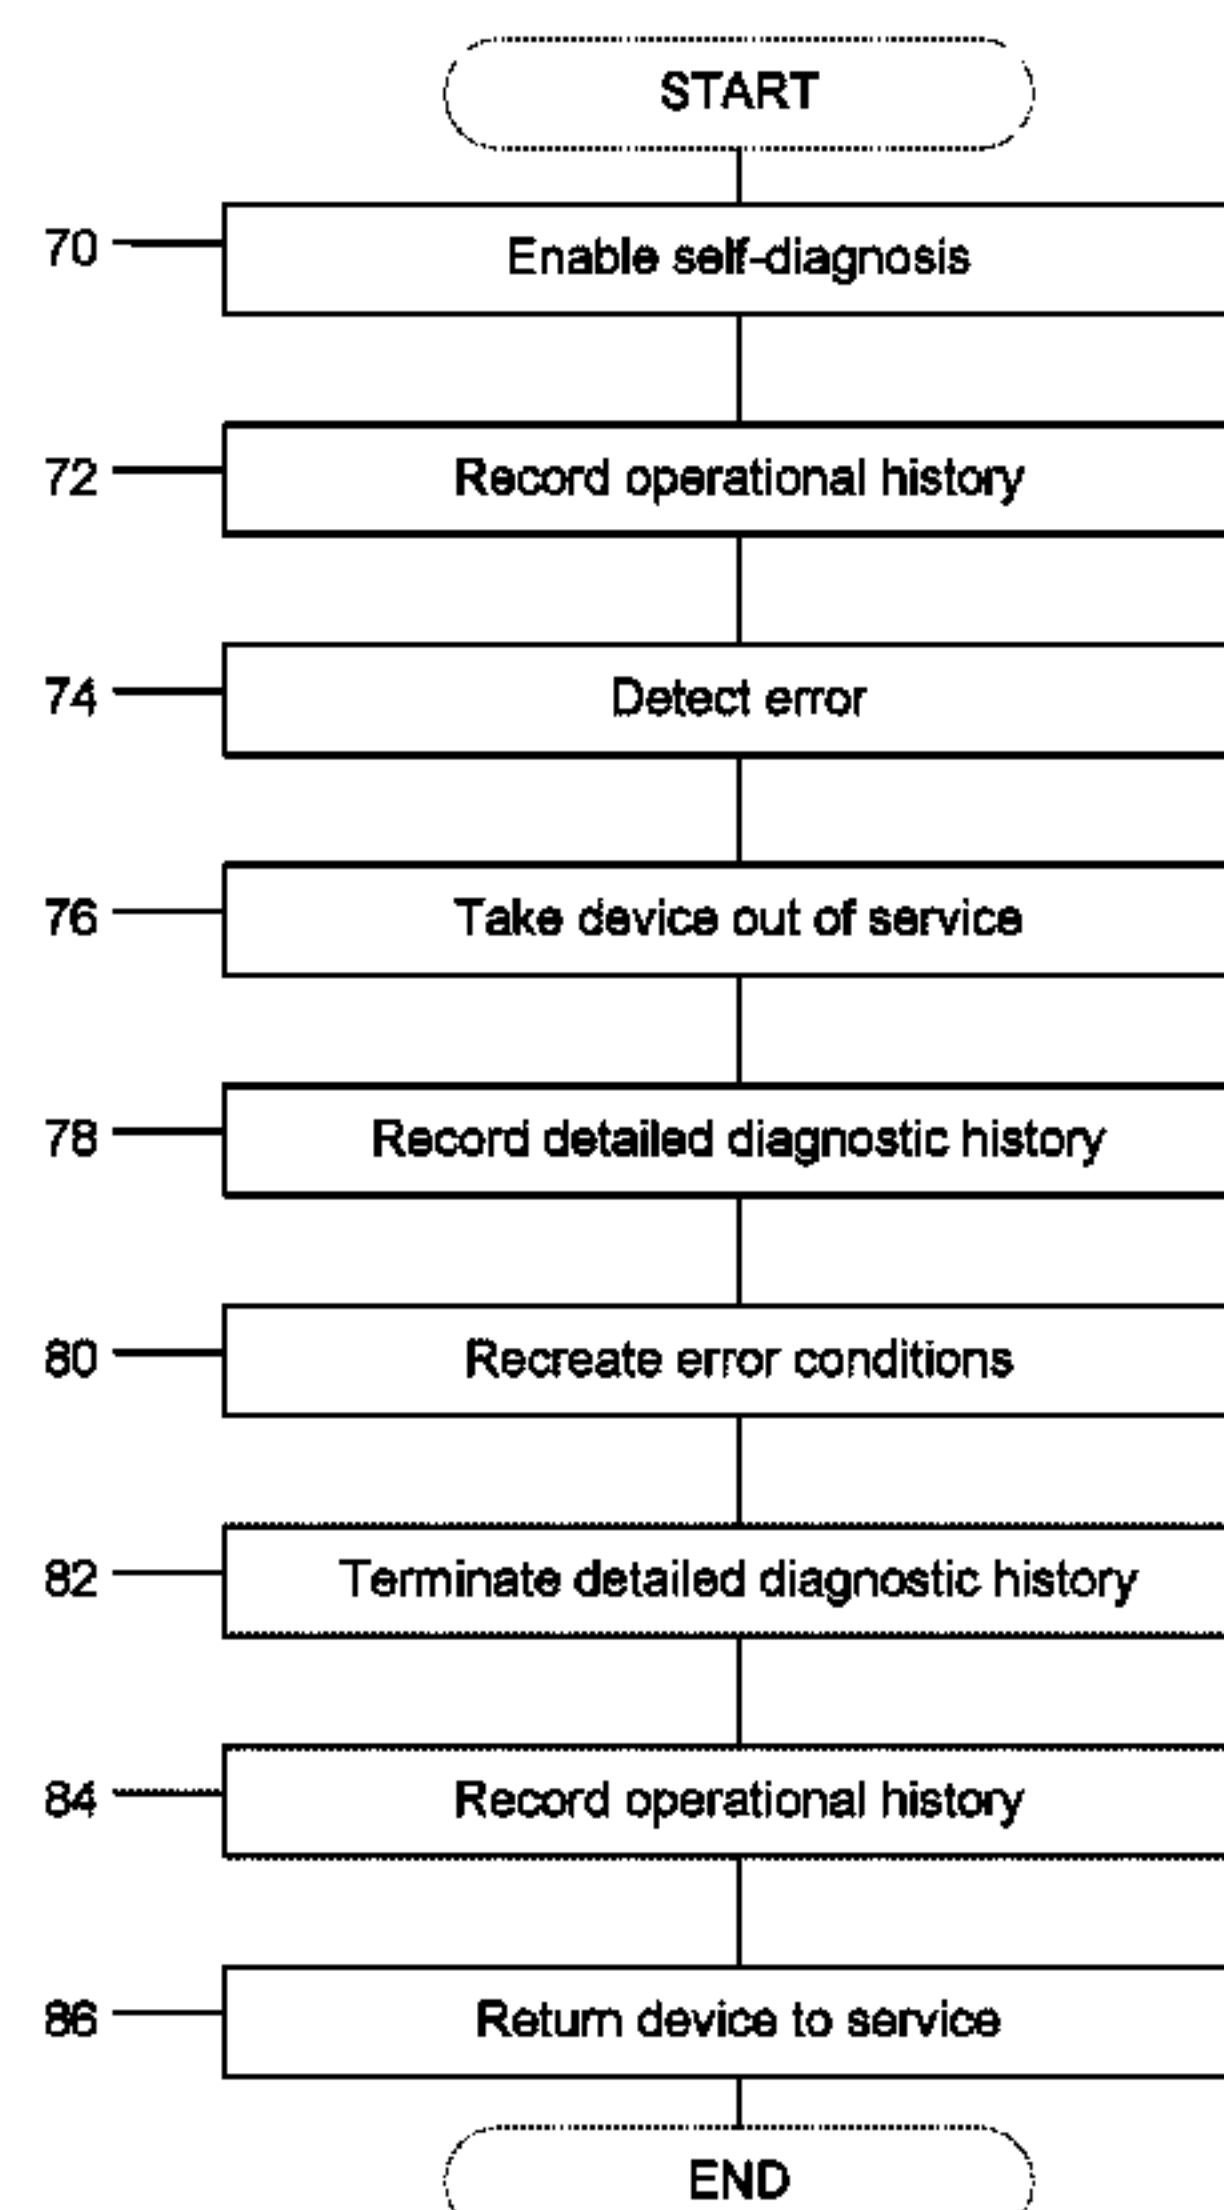 START
70 Enable self-diagnosis
72 Record operational history
74 Detect error
76 Take device out of service
78 Record detailed diagnostic history
80 Recreate error conditions
82 Terminate detailed diagnostic history
84 Record operational history
86 Return device to service
END